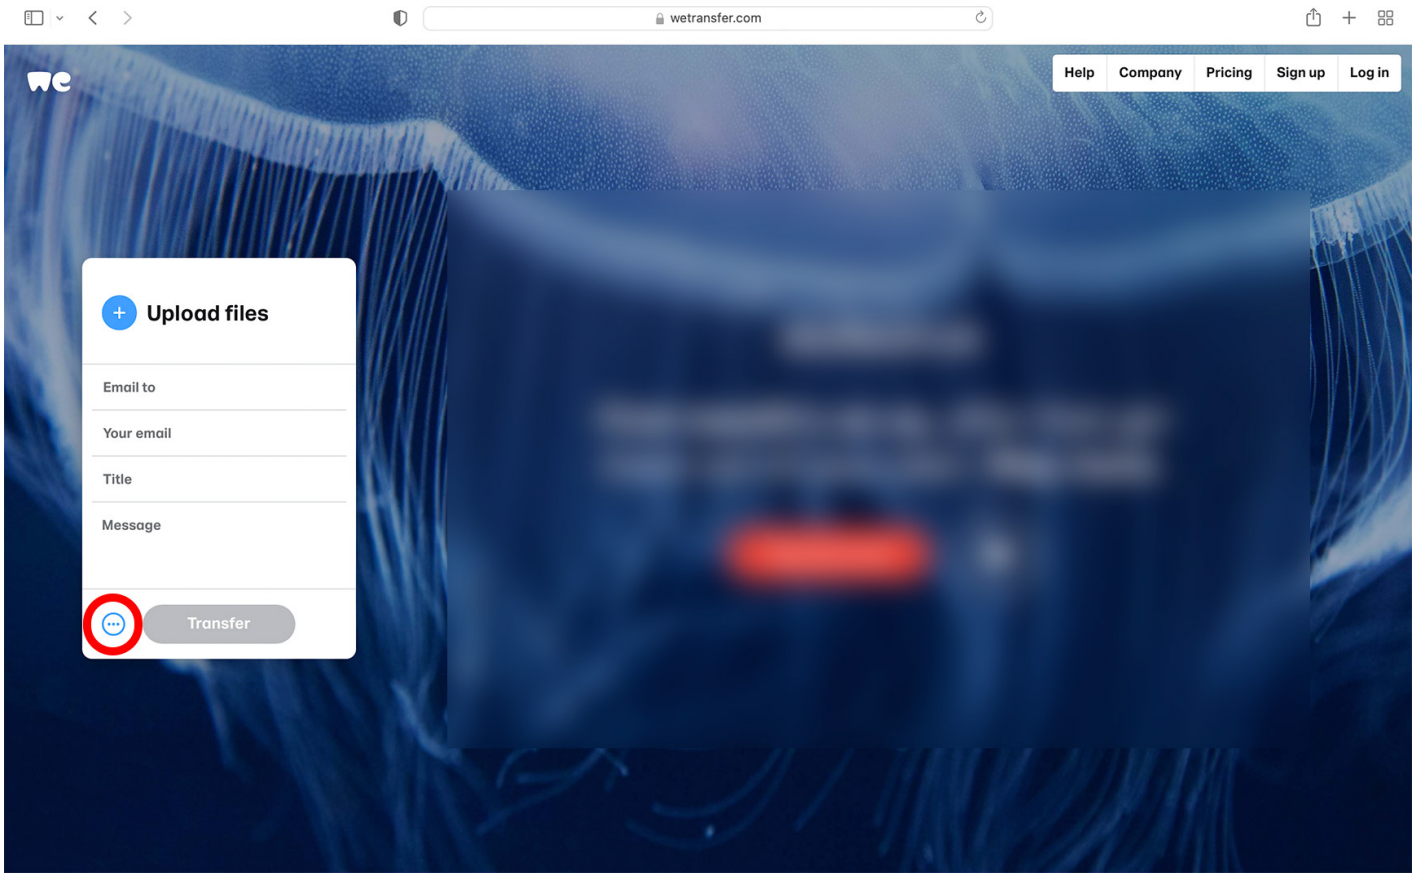 wetransfer.com
we
Help Company Pricing Sign up Log in
Upload files
Email to
Your email
Title
Message
Transfer